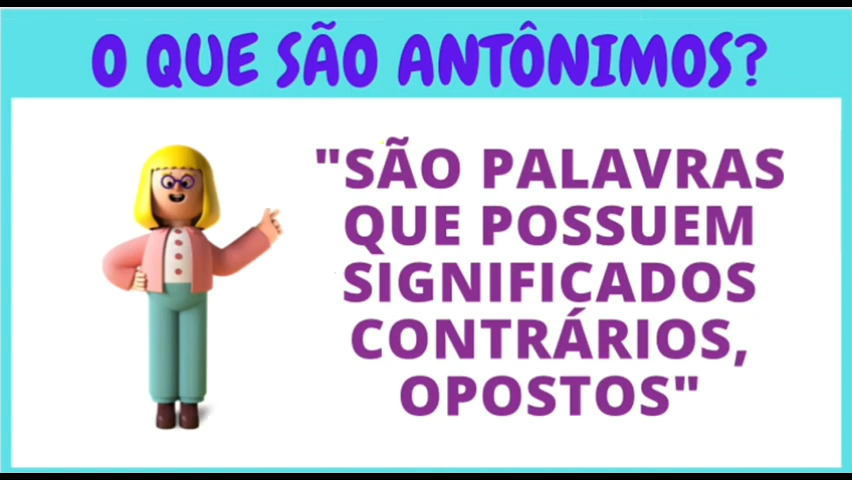 O QUE SÃO ANTÔNIMOS?
"SÃO PALAVRAS
QUE POSSUEM
SIGNIFICADOS
CONTRÁRIOS,
OPOSTOS"